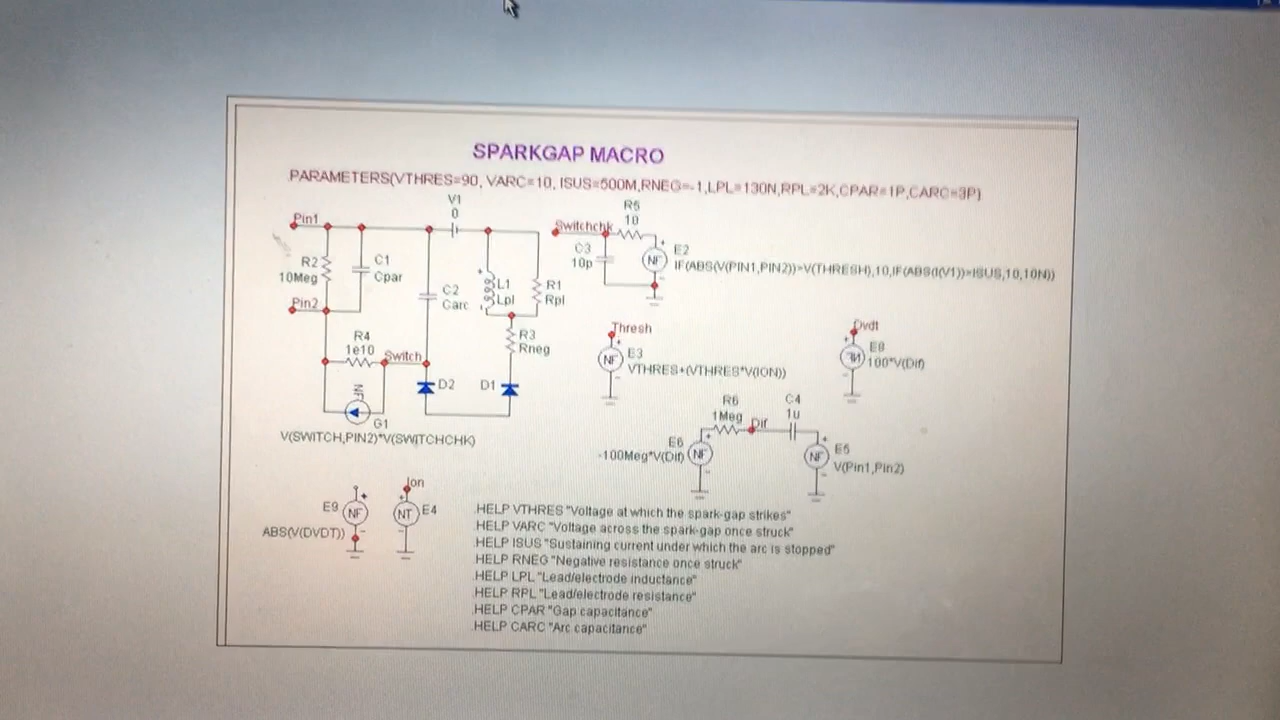 SPARKGAP MACRO
.PARAMETERS(VTHRES=90, VARC=10, ISUS=500M,RNEG=-1,LPL=130N,RPL=2K,CPAR=1P,CARC=3P)
V1
0
R5
10
Pin1
Switchchk
E2
C3
10p
NF
IF(ABS(V(PIN1,PIN2))>V(THRESH),10,IF(ABS(I(V1))>ISUS,10,10N))
R2
10Meg
C1
Cpar
C2
Carc
L1
Lpl
R1
Rpl
Pin2
Thresh
Dvdt
R4
1e10
Switch
R3
Rneg
NF
E3
VTHRES+(VTHRES*V(ION))
E8
100*V(Dif)
D2
D1
NF
G1
V(SWITCH,PIN2)*V(SWITCHCHK)
R6
1Meg
Dif
C4
1u
E6
-100Meg*V(Dif)
NF
NF
E5
V(Pin1,Pin2)
Ion
E9
NF
NT
E4
ABS(V(DVDT))
.HELP VTHRES "Voltage at which the spark-gap strikes"
.HELP VARC "Voltage across the spark-gap once struck"
.HELP ISUS "Sustaining current under which the arc is stopped"
.HELP RNEG "Negative resistance once struck"
.HELP LPL "Lead/electrode inductance"
.HELP RPL "Lead/electrode resistance"
.HELP CPAR "Gap capacitance"
.HELP CARC "Arc capacitance"